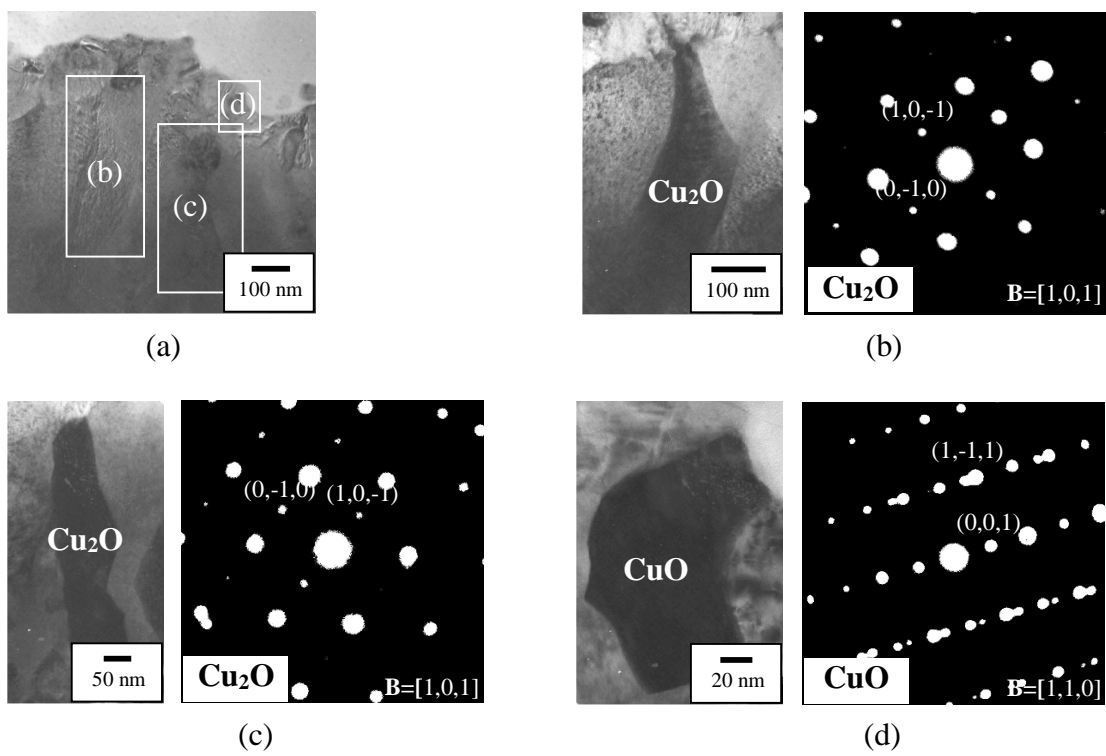 (b)
(c)
(d)
100 nm
(a)
Cu₂O
100 nm
(1,0,-1)
(0,-1,0)
Cu₂O
B=[1,0,1]
(b)
Cu₂O
50 nm
(0,-1,0)
(1,0,-1)
Cu₂O
B=[1,0,1]
(c)
CuO
20 nm
(1,-1,1)
(0,0,1)
CuO
B=[1,1,0]
(d)